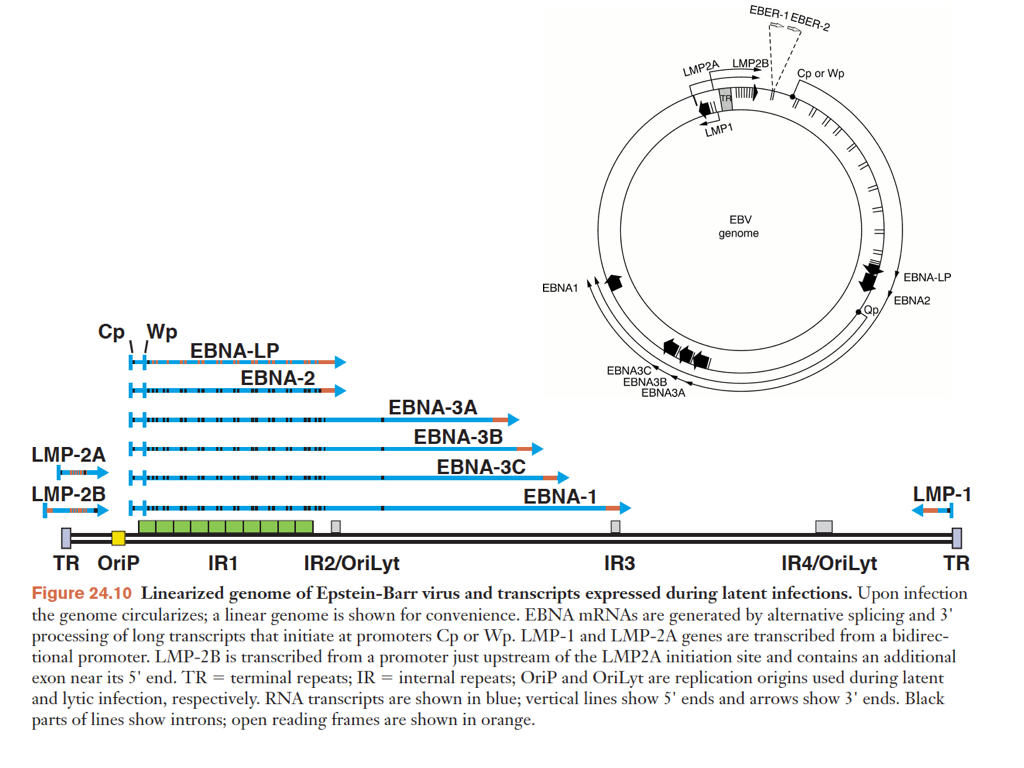 EBER-1 EBER-2
LMP2A
LMP2B
Cp or Wp
TR
LMP1
EBV
genome
EBNA-LP
EBNA2
Qp
EBNA1
EBNA3C
EBNA3B
EBNA3A
Cp Wp
EBNA-LP
EBNA-2
EBNA-3A
EBNA-3B
LMP-2A
EBNA-3C
LMP-2B
EBNA-1
LMP-1
TR OriP IR1 IR2/OriLyt IR3 IR4/OriLyt TR
Figure 24.10 Linearized genome of Epstein-Barr virus and transcripts expressed during latent infections. Upon infection
the genome circularizes; a linear genome is shown for convenience. EBNA mRNAs are generated by alternative splicing and 3'
processing of long transcripts that initiate at promoters Cp or Wp. LMP-1 and LMP-2A genes are transcribed from a bidirec-
tional promoter. LMP-2B is transcribed from a promoter just upstream of the LMP2A initiation site and contains an additional
exon near its 5' end. TR = terminal repeats; IR = internal repeats; OriP and OriLyt are replication origins used during latent
and lytic infection, respectively. RNA transcripts are shown in blue; vertical lines show 5' ends and arrows show 3' ends. Black
parts of lines show introns; open reading frames are shown in orange.